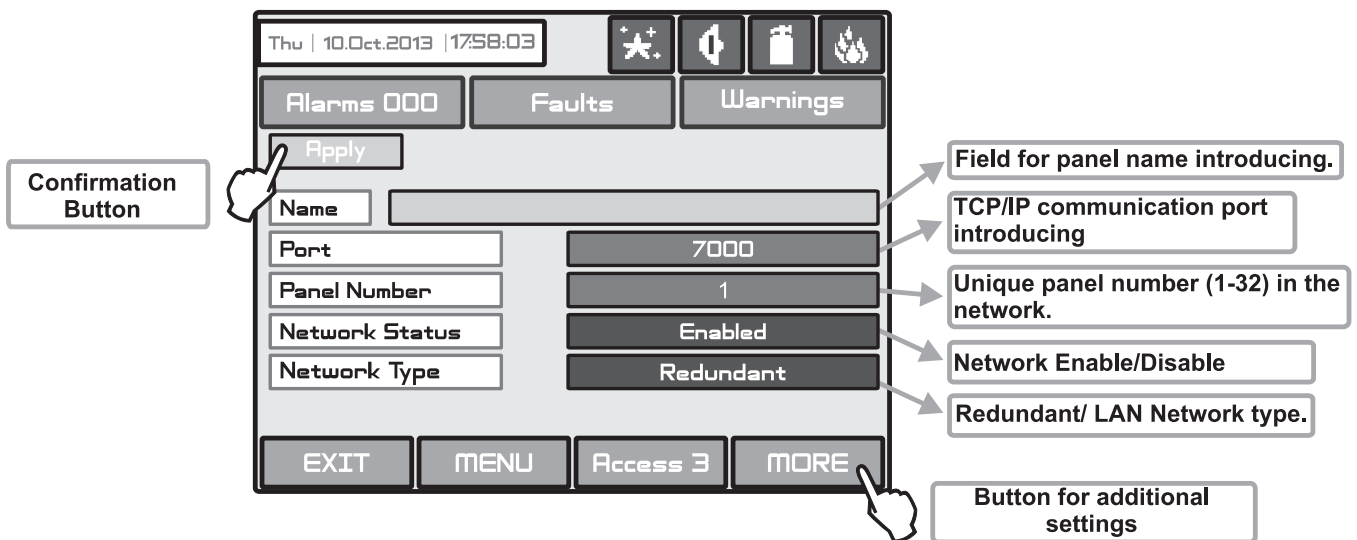 Thu | 10.Oct.2013 | 17:58:03
Alarms 000
Faults
Warnings
Apply
Confirmation
Button
Name
Field for panel name introducing.
Port
7000
TCP/IP communication port
introducing
Panel Number
1
Unique panel number (1-32) in the
network.
Network Status
Enabled
Network Enable/Disable
Network Type
Redundant
Redundant/ LAN Network type.
EXIT
MENU
Access 3
MORE
Button for additional
settings